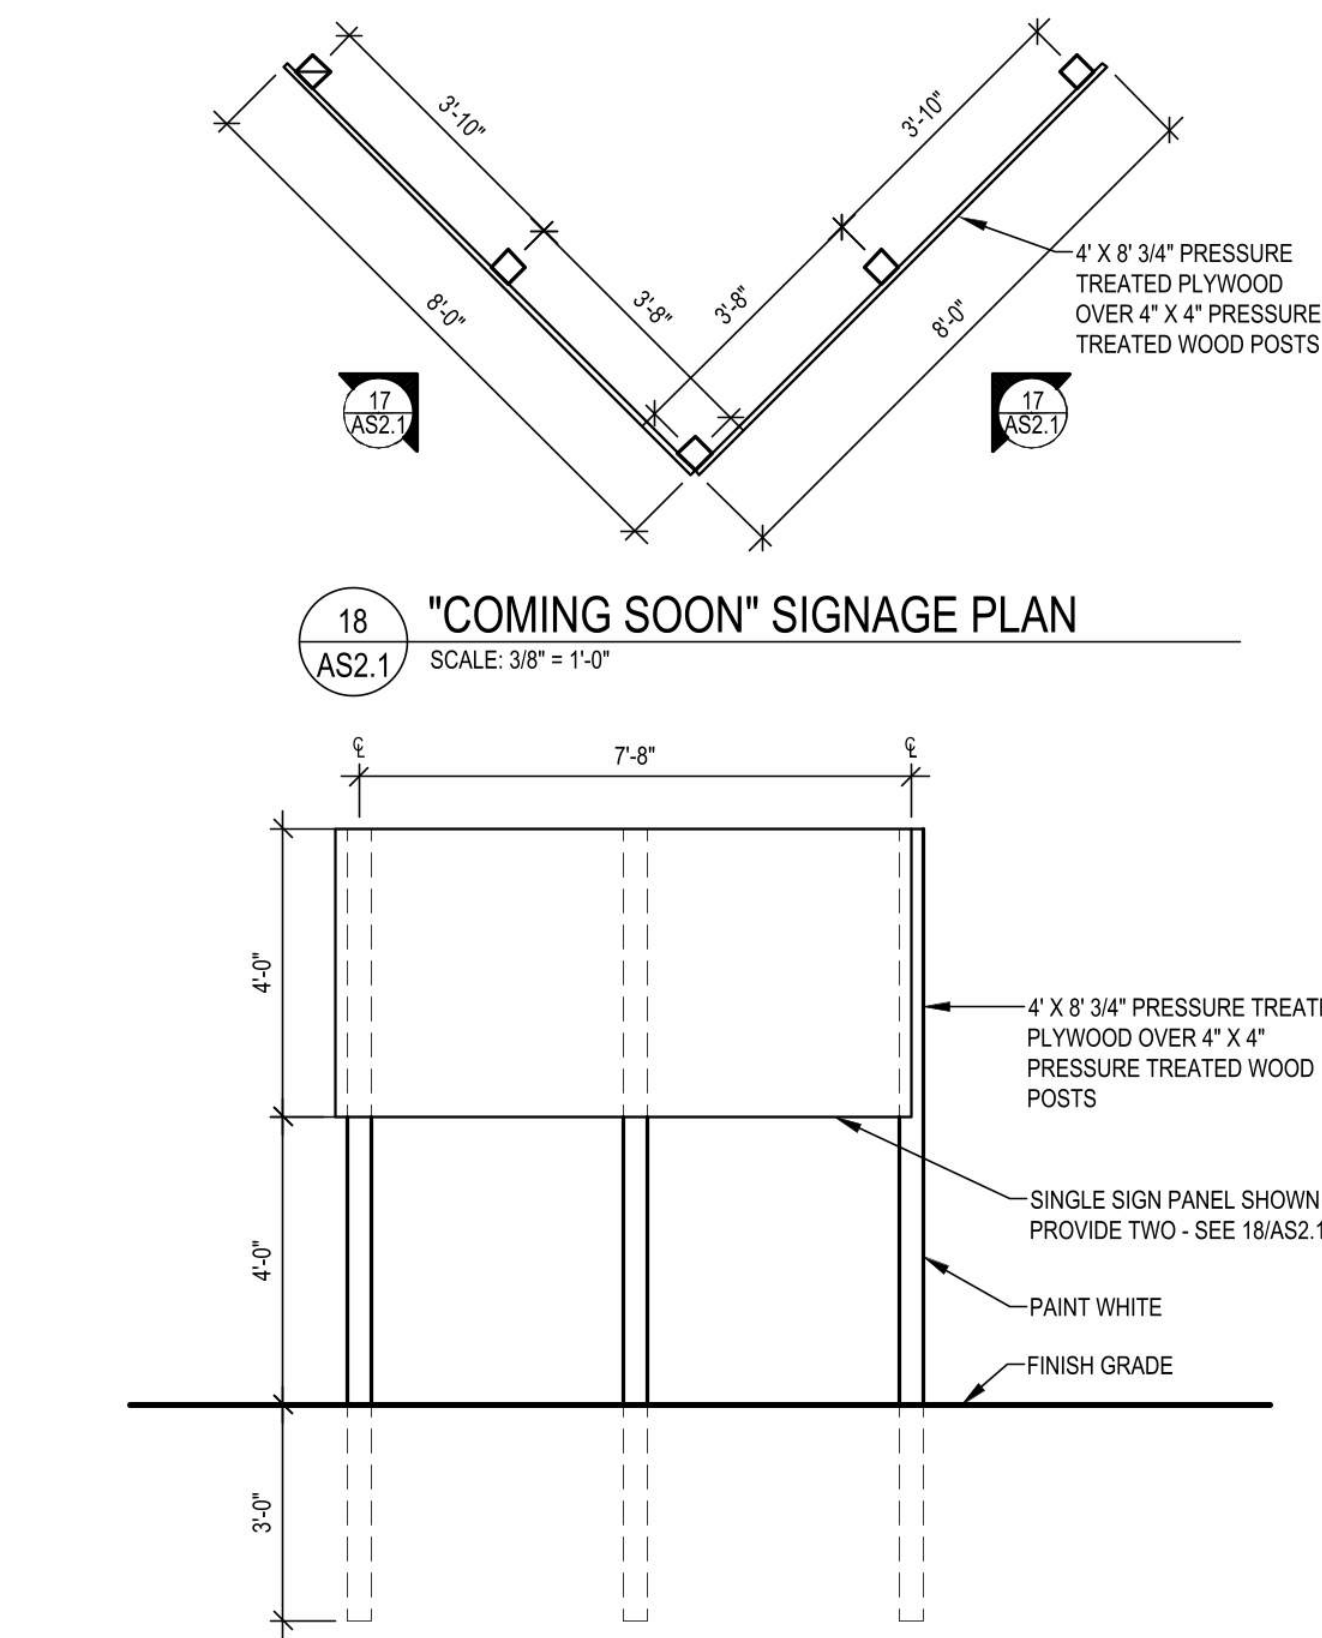 3'-10"
3'-10"
8'-0"
3'-8"
3'-8"
8'-0"
4' X 8' 3/4" PRESSURE
TREATED PLYWOOD
OVER 4" X 4" PRESSURE
TREATED WOOD POSTS
17
AS2.1
17
AS2.1
18
AS2.1
"COMING SOON" SIGNAGE PLAN
SCALE: 3/8" = 1'-0"
℄
7'-8"
℄
4'-0"
4' X 8' 3/4" PRESSURE
PLYWOOD OVER 4" X 4"
PRESSURE TREATED WOOD
POSTS
SINGLE SIGN PANEL SHOWN
PROVIDE TWO - SEE 18/AS2.1
4'-0"
PAINT WHITE
FINISH GRADE
3'-0"